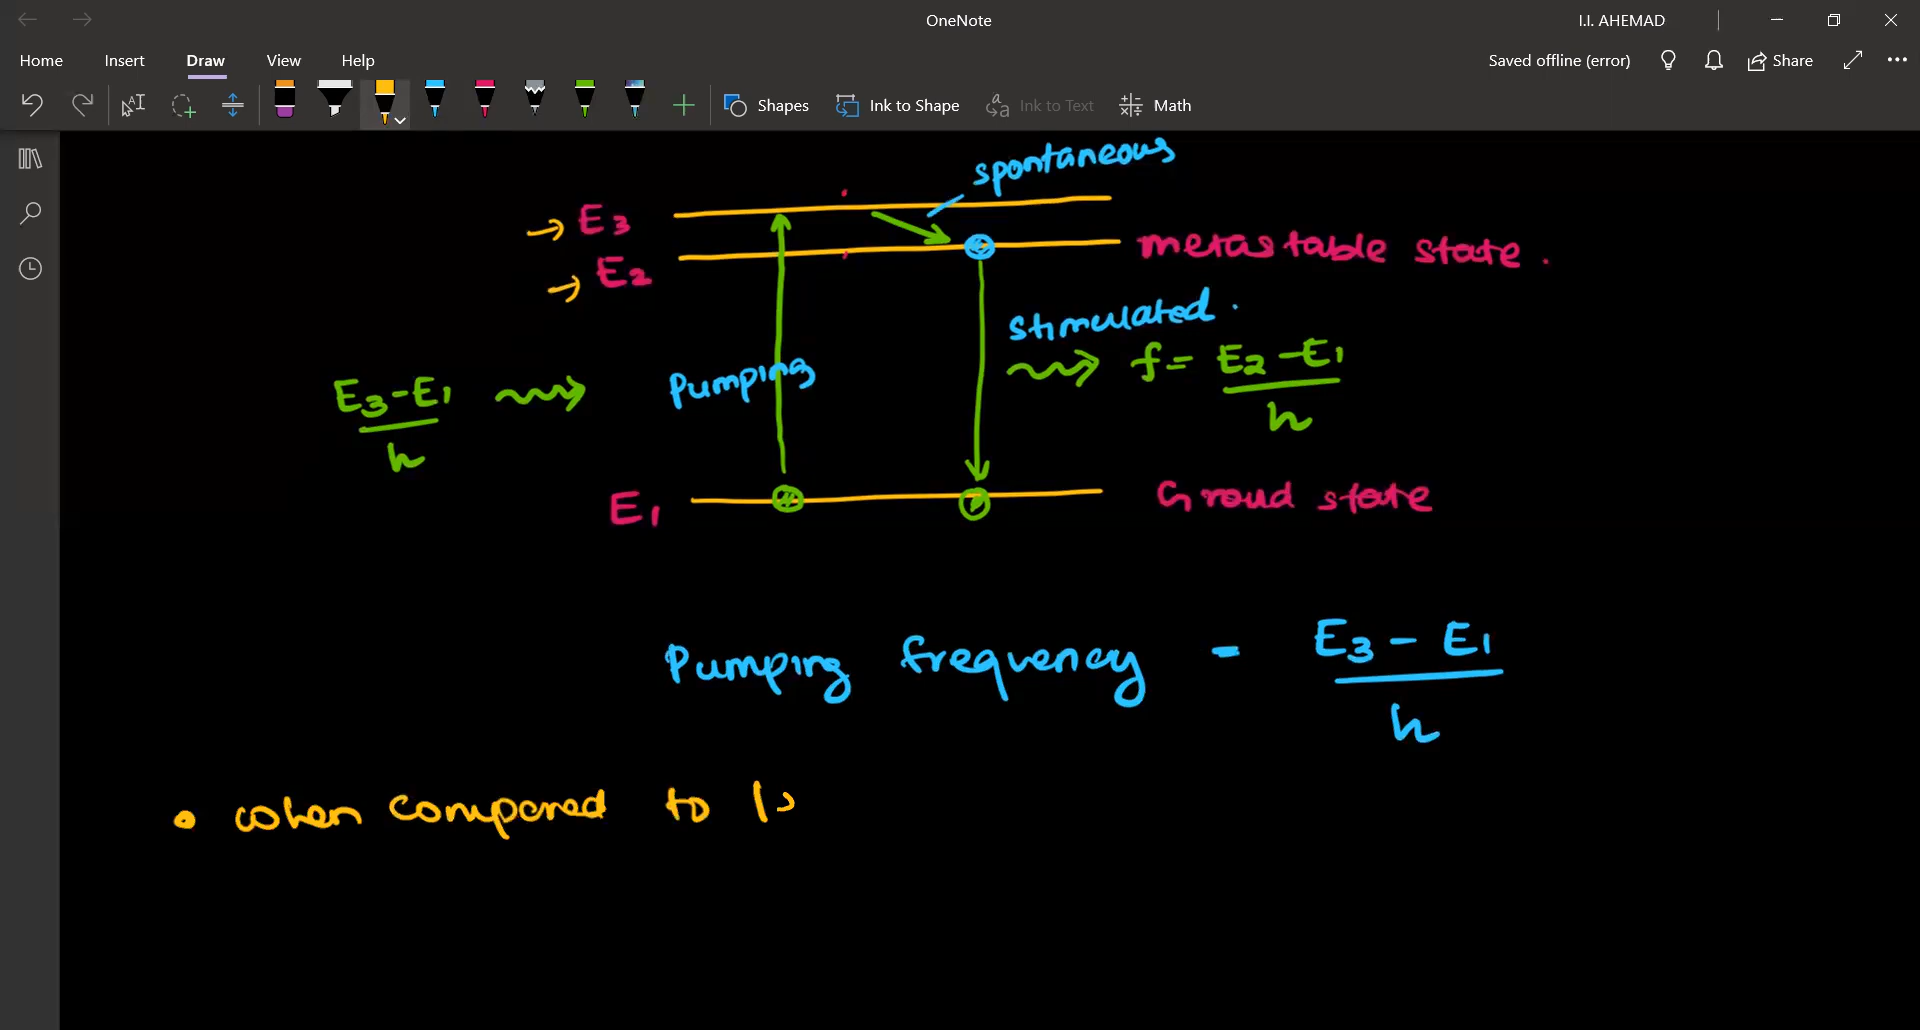 OneNote
I.I. AHEMAD
Home Insert Draw View Help
Saved offline (error) Share
Shapes Ink to Shape Ink to Text Math
spontaneous
E3
E2
metastable state.
stimulated.
f = E2 - E1 / h
E3 - E1 / h
Pumping
E1
Groud state
Pumping frequency = E3 - E1 / h
• when compared to